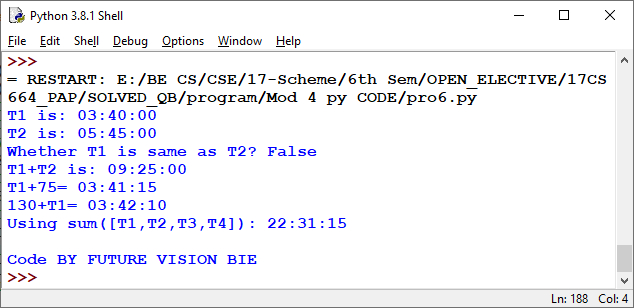 Python 3.8.1 Shell
File Edit Shell Debug Options Window Help
>>>
= RESTART: E:/BE CS/CSE/17-Scheme/6th Sem/OPEN_ELECTIVE/17CS
664_PAP/SOLVED_QB/program/Mod 4 py CODE/pro6.py
T1 is: 03:40:00
T2 is: 05:45:00
Whether T1 is same as T2? False
T1+T2 is: 09:25:00
T1+75= 03:41:15
130+T1= 03:42:10
Using sum([T1,T2,T3,T4]): 22:31:15
Code BY FUTURE VISION BIE
>>>
Ln: 188 Col: 4